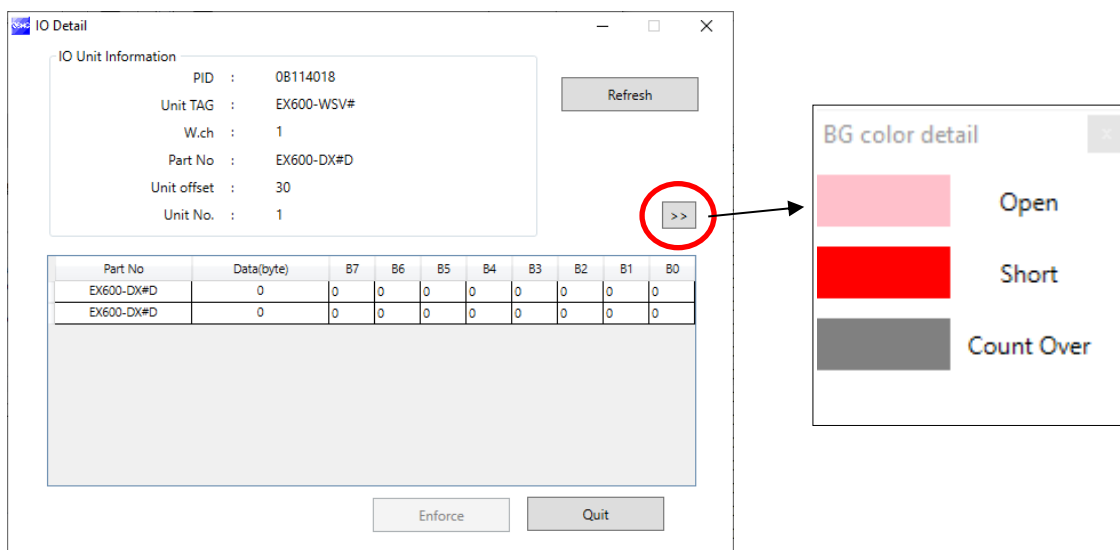 IO Detail
IO Unit Information
PID : 0B114018
Unit TAG : EX600-WSV#
W.ch : 1
Part No : EX600-DX#D
Unit offset : 30
Unit No. : 1
Refresh
>>
Part No Data(byte) B7 B6 B5 B4 B3 B2 B1 B0
EX600-DX#D 0 0 0 0 0 0 0 0 0
EX600-DX#D 0 0 0 0 0 0 0 0 0
Enforce Quit
BG color detail x
Open
Short
Count Over